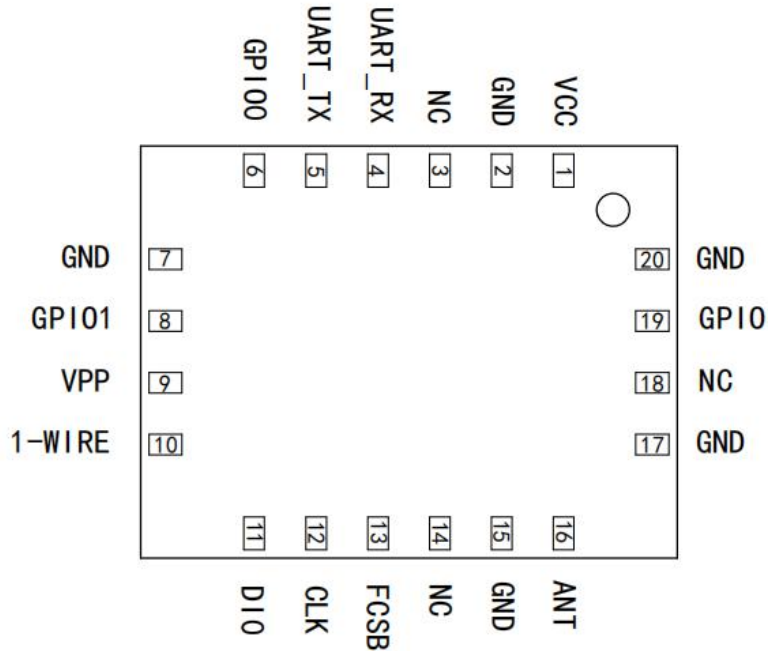 GPIO0
UART_TX
UART_RX
NC
GND
VCC
6
5
4
3
2
1
GND 7
20 GND
GPIO1 8
19 GPIO
VPP 9
18 NC
1-WIRE 10
17 GND
11
12
13
14
15
16
DIO
CLK
FCSB
NC
GND
ANT